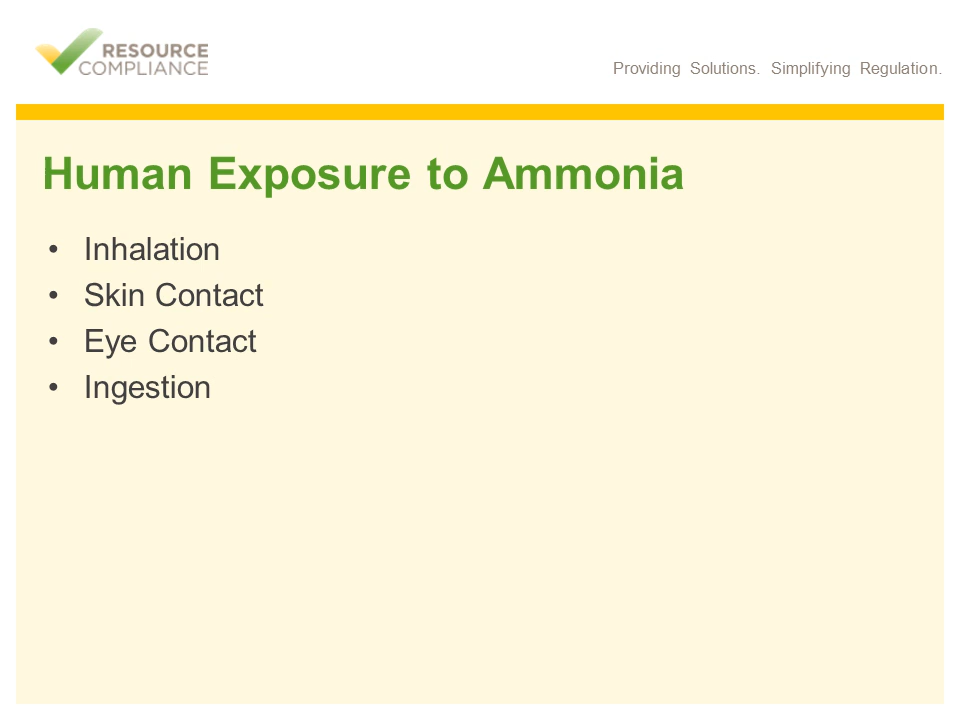 RESOURCE
COMPLIANCE
Providing Solutions. Simplifying Regulation.
Human Exposure to Ammonia
• Inhalation
• Skin Contact
• Eye Contact
• Ingestion